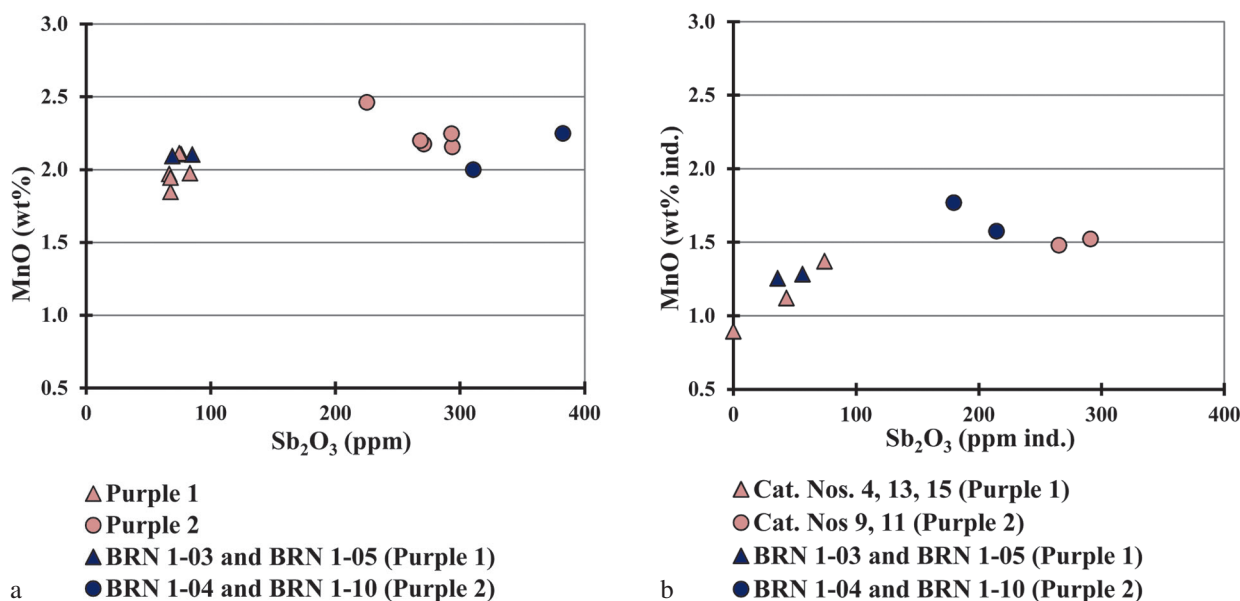 3.0
2.5
2.0
1.5
1.0
0.5
MnO (wt%)
0 100 200 300 400
Sb₂O₃ (ppm)
Purple 1
Purple 2
BRN 1-03 and BRN 1-05 (Purple 1)
BRN 1-04 and BRN 1-10 (Purple 2)
a
3.0
2.5
2.0
1.5
1.0
0.5
MnO (wt% ind.)
0 100 200 300 400
Sb₂O₃ (ppm ind.)
Cat. Nos. 4, 13, 15 (Purple 1)
Cat. Nos 9, 11 (Purple 2)
BRN 1-03 and BRN 1-05 (Purple 1)
BRN 1-04 and BRN 1-10 (Purple 2)
b